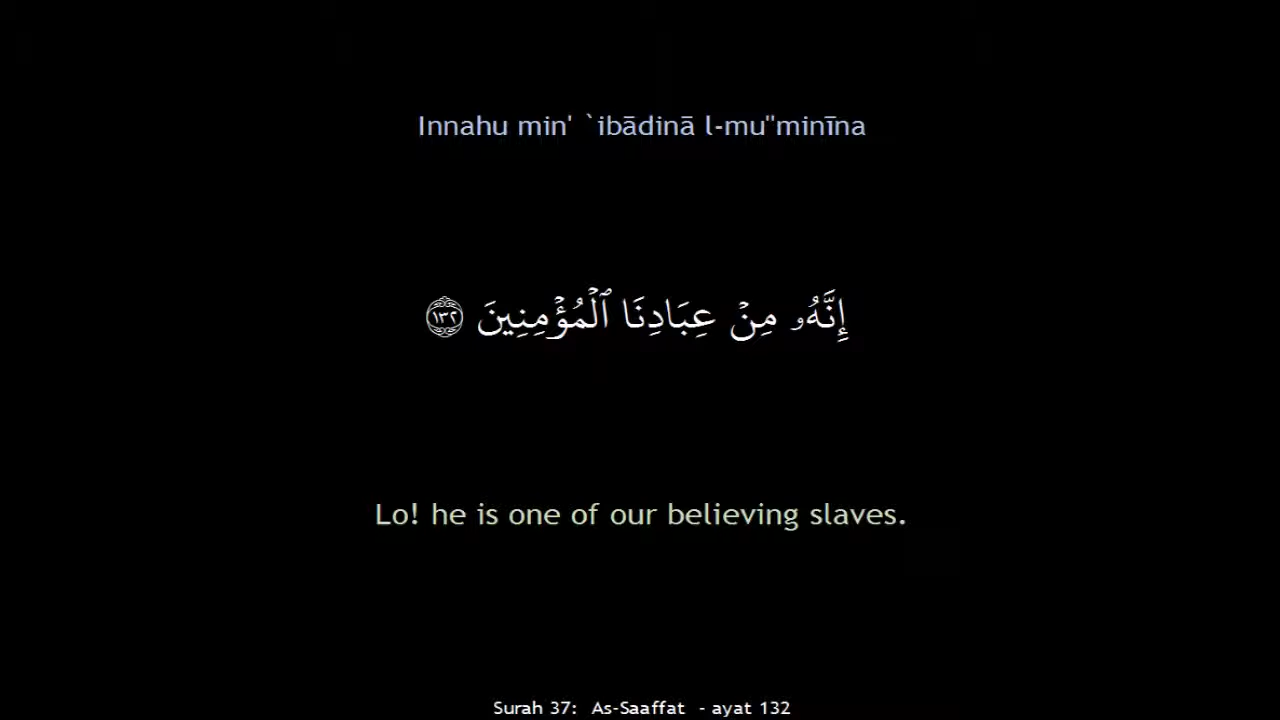 Innahu min' `ibādinā l-mu"minīna
إِنَّهُۥ مِنْ عِبَادِنَا ٱلْمُؤْمِنِينَ ١٣٢
Lo! he is one of our believing slaves.
Surah 37: As-Saaffat - ayat 132